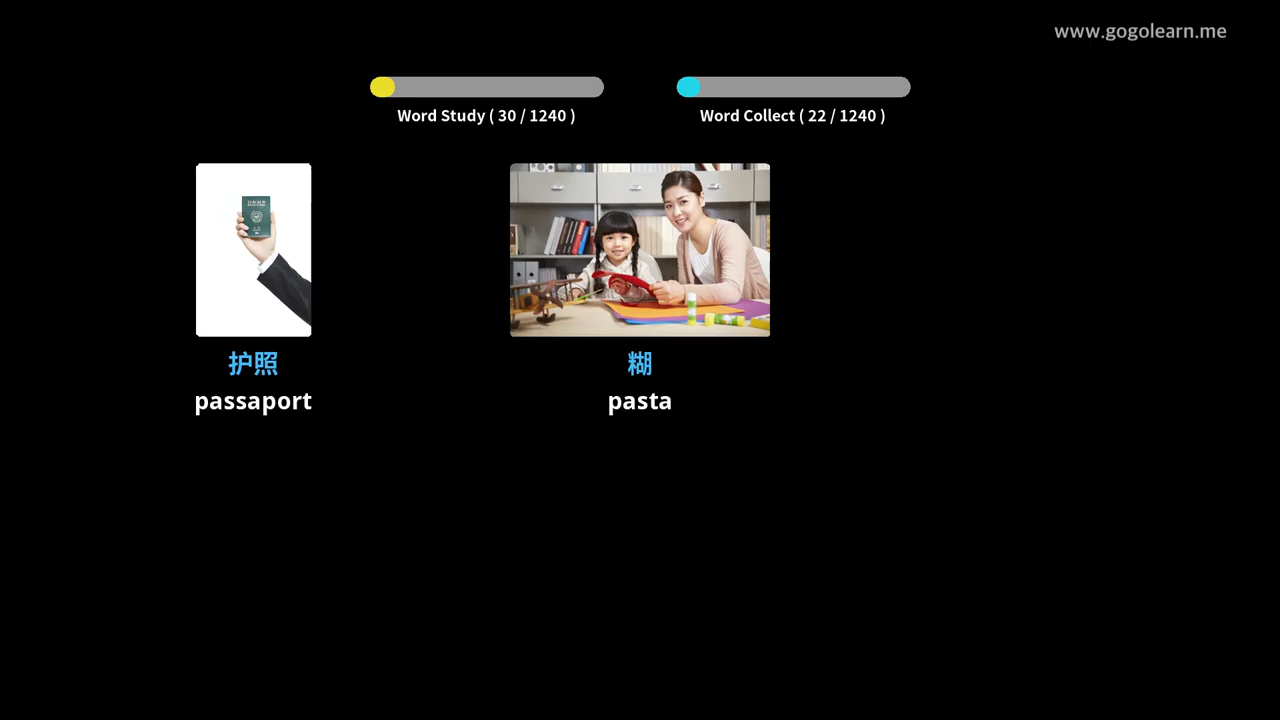 www.gogolearn.me
Word Study ( 30 / 1240 )
Word Collect ( 22 / 1240 )
护照
passaport
糊
pasta